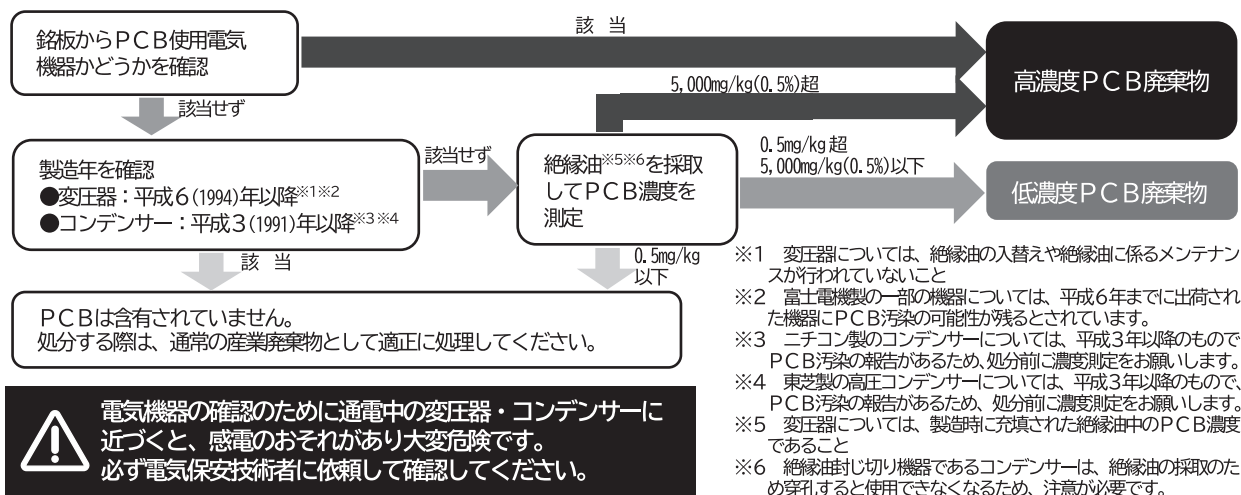 該 当
銘板からPCB使用電気
機器かどうかを確認
高濃度PCB廃棄物
5,000mg/kg(0.5%)超
該当せず
製造年を確認
●変圧器：平成6(1994)年以降※1※2
●コンデンサー：平成3(1991)年以降※3※4
該当せず
絶縁油※5※6を採取
してPCB濃度を
測定
0.5mg/kg 超
5,000mg/kg(0.5%)以下
低濃度PCB廃棄物
該 当
0.5mg/kg
以下
PCBは含有されていません。
処分する際は、通常の産業廃棄物として適正に処理してください。
電気機器の確認のために通電中の変圧器・コンデンサーに
近づくと、感電のおそれがあり大変危険です。
必ず電気保安技術者に依頼して確認してください。
※1 変圧器については、絶縁油の入替えや絶縁油に係るメンテナン
スが行われていないこと
※2 富士電機製の一部の機器については、平成6年までに出荷され
た機器にPCB汚染の可能性が残るとされています。
※3 ニチコン製のコンデンサーについては、平成3年以降のもので
PCB汚染の報告があるため、処分前に濃度測定をお願いします。
※4 東芝製の高圧コンデンサーについては、平成3年以降のもので、
PCB汚染の報告があるため、処分前に濃度測定をお願いします。
※5 変圧器については、製造時に充填された絶縁油中のPCB濃度
であること
※6 絶縁油封じ切り機器であるコンデンサーは、絶縁油の採取のた
め穿孔すると使用できなくなるため、注意が必要です。